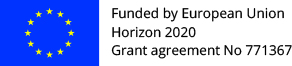 Funded by European Union
Horizon 2020
Grant agreement No 771367